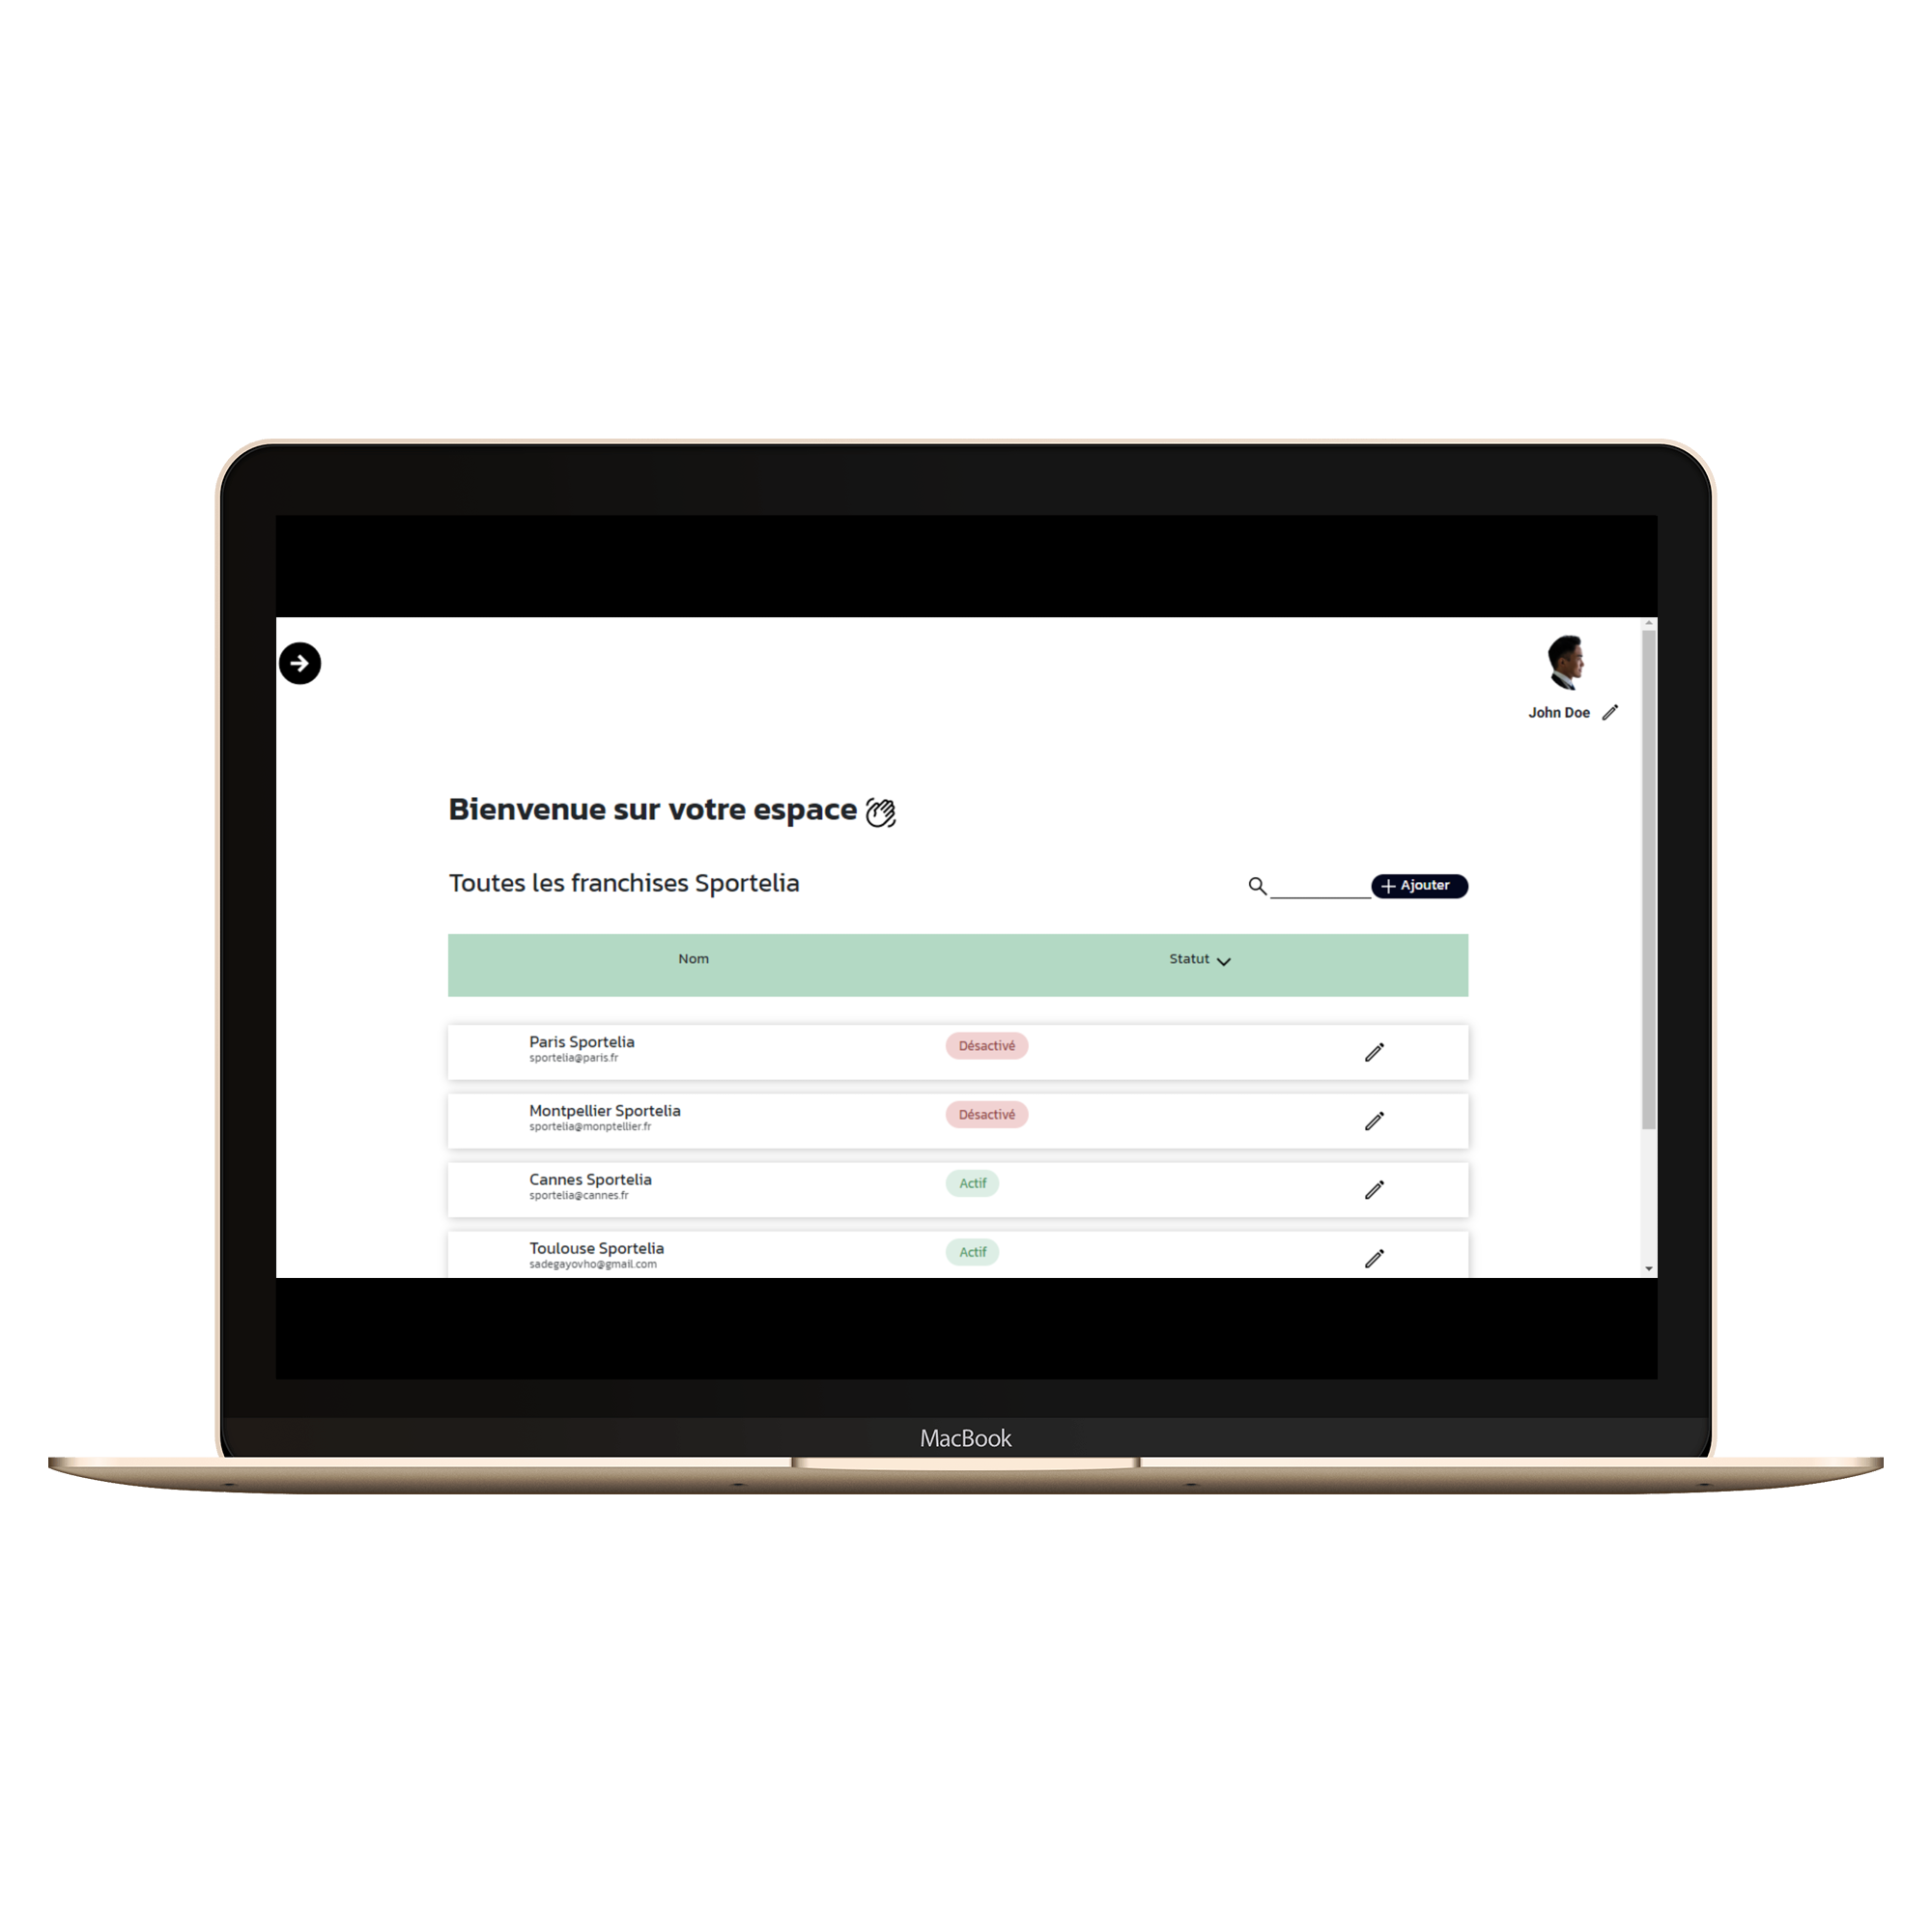 John Doe
Bienvenue sur votre espace
Toutes les franchises Sportelia
Ajouter
Nom Statut
Paris Sportelia Désactivé
sportelia@paris.fr
Montpellier Sportelia Désactivé
sportelia@monptellier.fr
Cannes Sportelia Actif
sportelia@cannes.fr
Toulouse Sportelia Actif
sadegayovho@gmail.com
MacBook